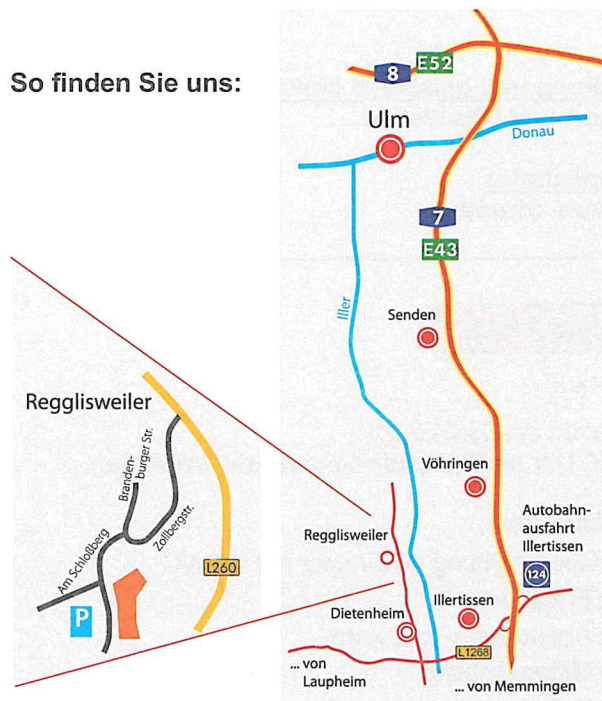 So finden Sie uns:
8
E52
Ulm
Donau
7
E43
Iller
Senden
Vöhringen
Autobahn-
ausfahrt
Illertissen
124
Regglisweiler
Dietenheim
Illertissen
L1268
... von
Laupheim
... von Memmingen
Regglisweiler
Branden-
burger Str.
Zollbergstr.
Am Schloßberg
L260
P